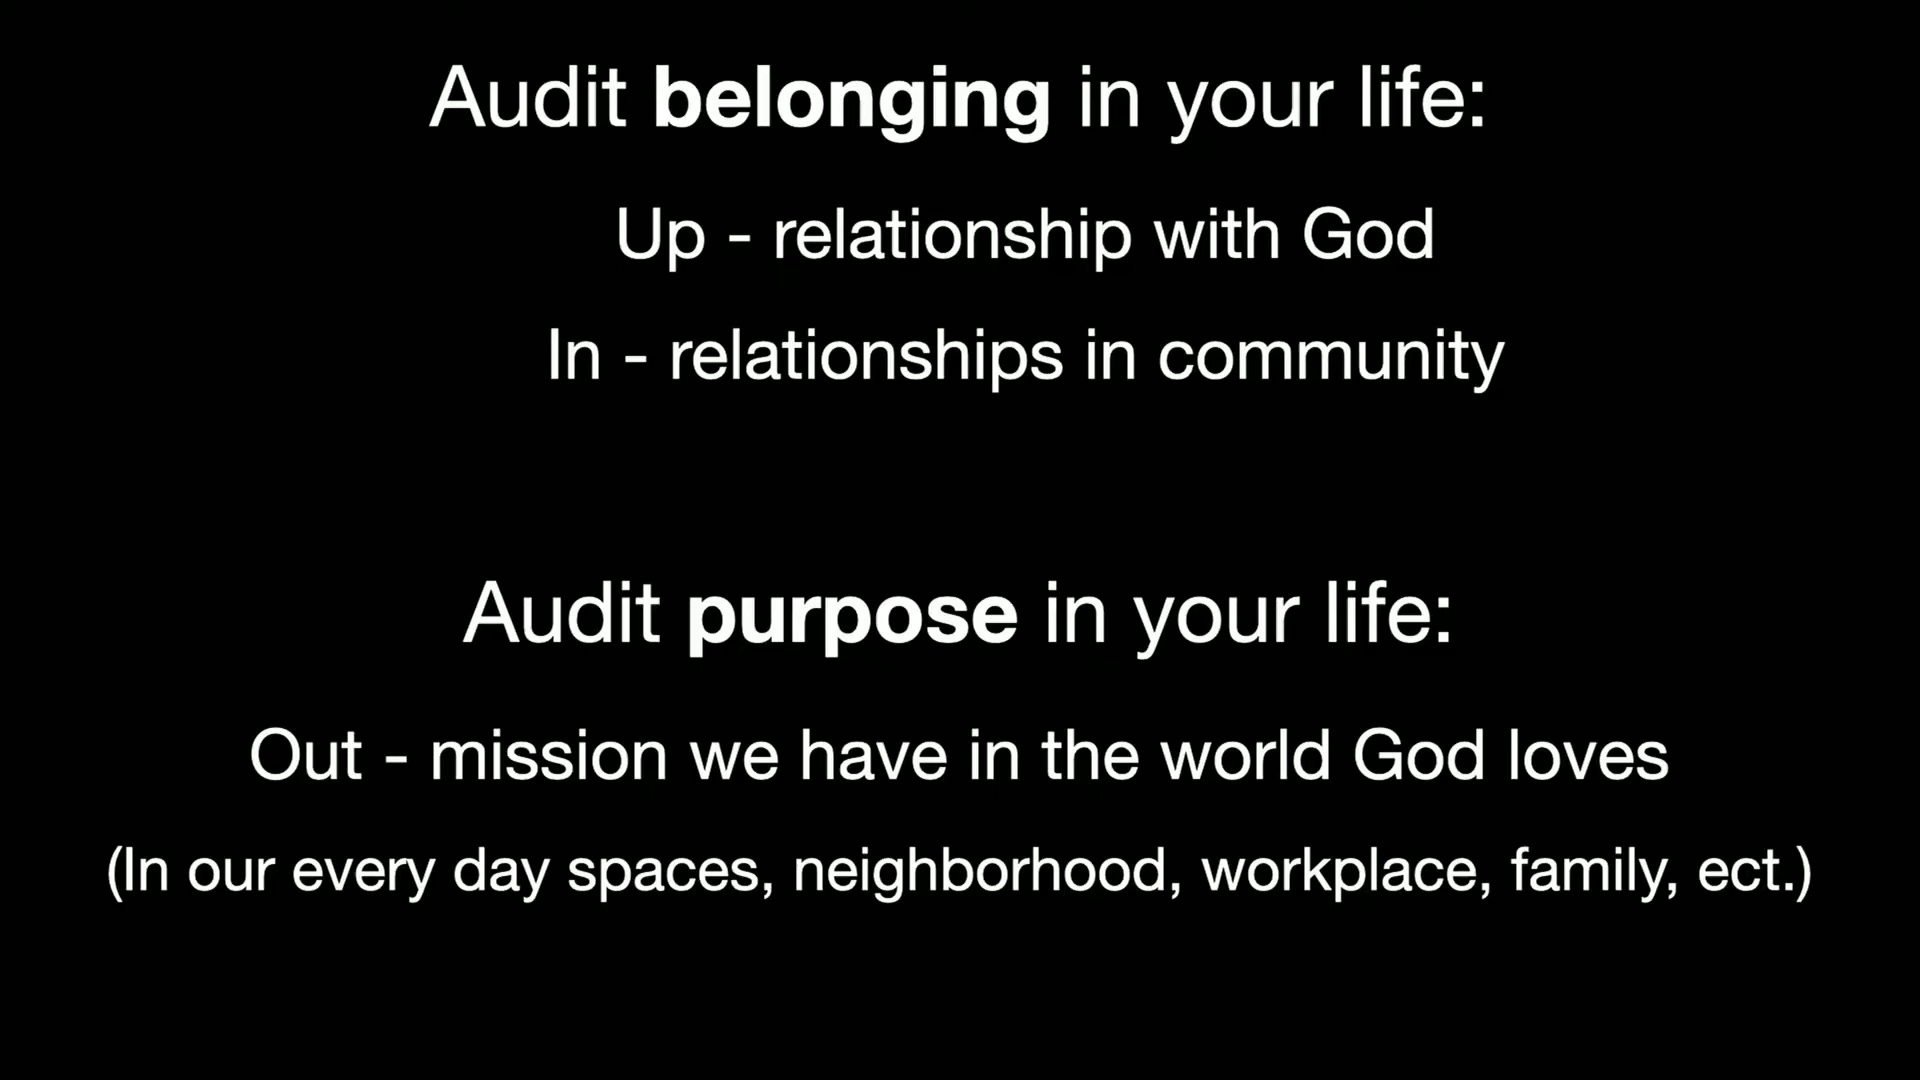 Audit belonging in your life:
Up - relationship with God
In - relationships in community
Audit purpose in your life:
Out - mission we have in the world God loves
(In our every day spaces, neighborhood, workplace, family, ect.)